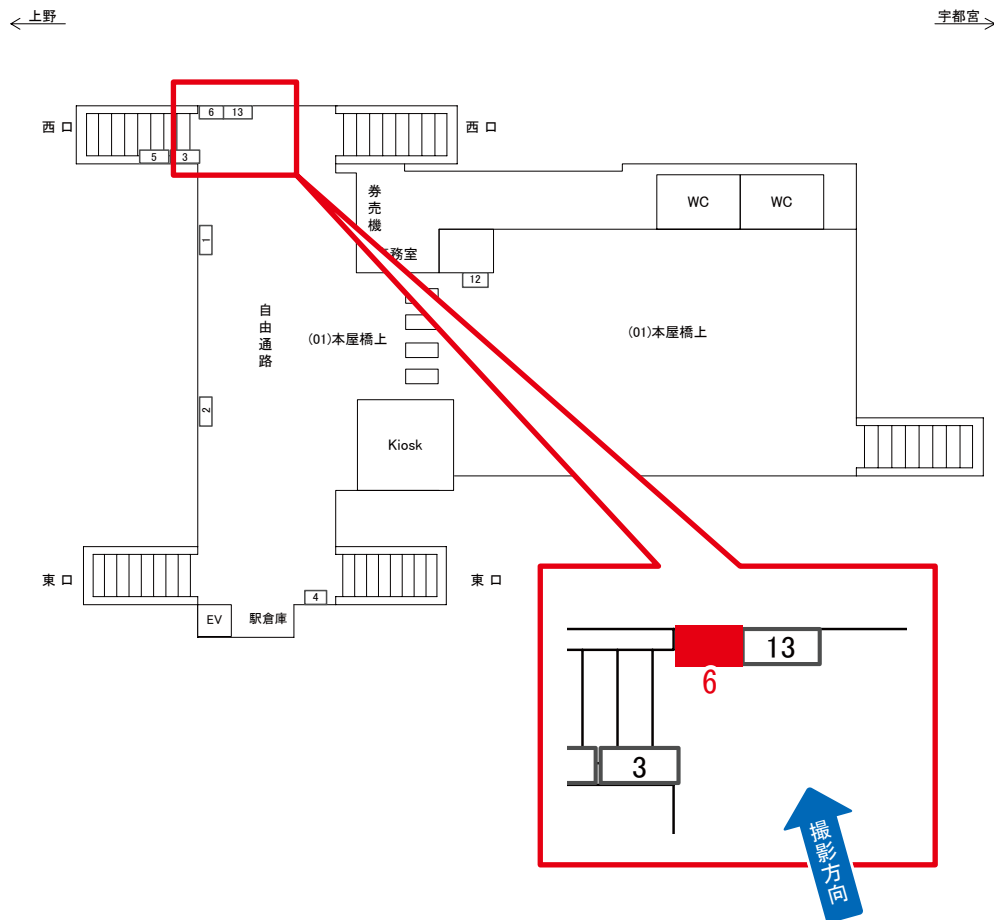 上野
宇都宮
6
13
西 口
西 口
5
3
券売機
WC
WC
1
務室
12
自由通路
(01)本屋橋上
(01)本屋橋上
2
Kiosk
東 口
東 口
4
EV
駅倉庫
13
6
3
撮影方向